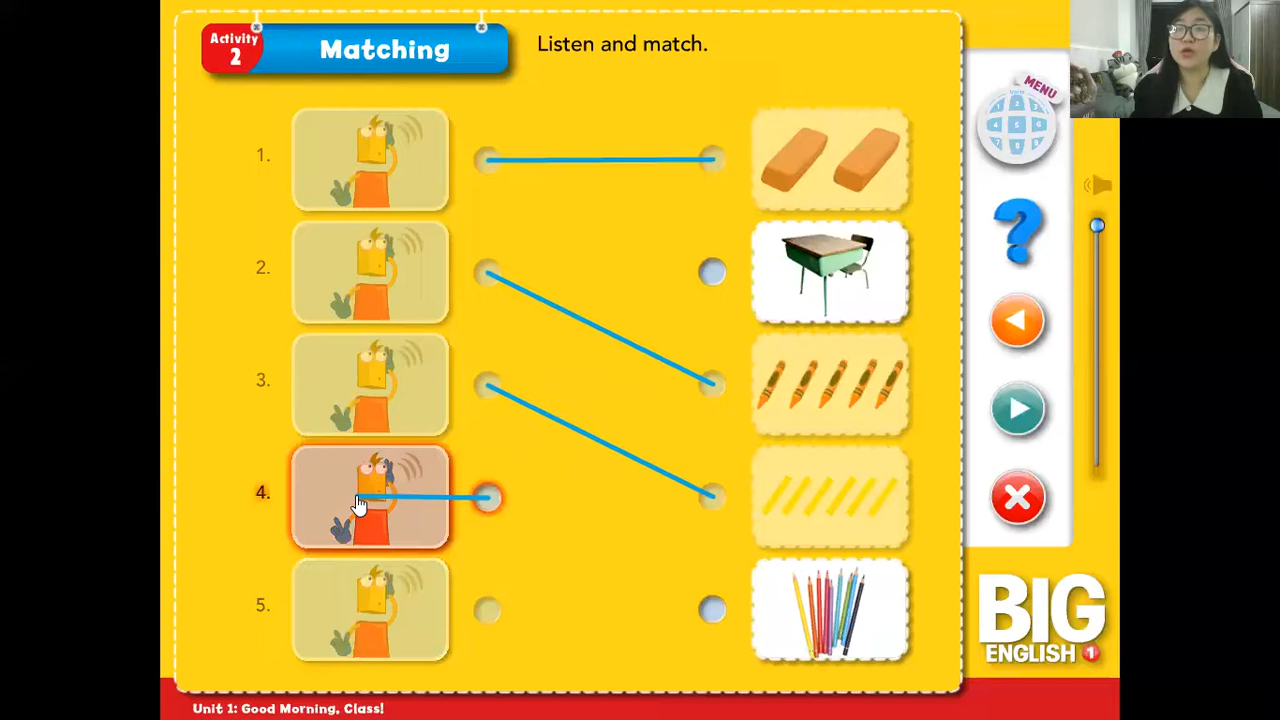 Activity
2
Matching
Listen and match.
MENU
1.
2.
3.
4.
5.
BIG
ENGLISH 1
Unit 1: Good Morning, Class!